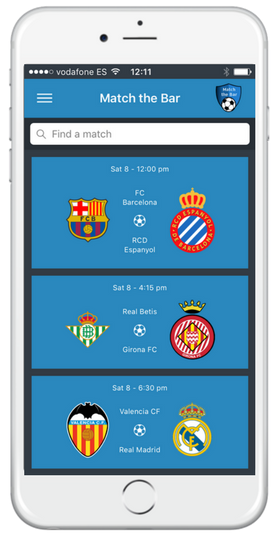 vodafone ES 12:11
Match the Bar
Match
the Bar
Find a match
Sat 8 - 12:00 pm
FC
Barcelona
RCD
Espanyol
FCB
RCD ESPANYOL
DE BARCELONA
Sat 8 - 4:15 pm
Real Betis
Girona FC
Sat 8 - 6:30 pm
Valencia CF
Real Madrid
VALENCIA C.F